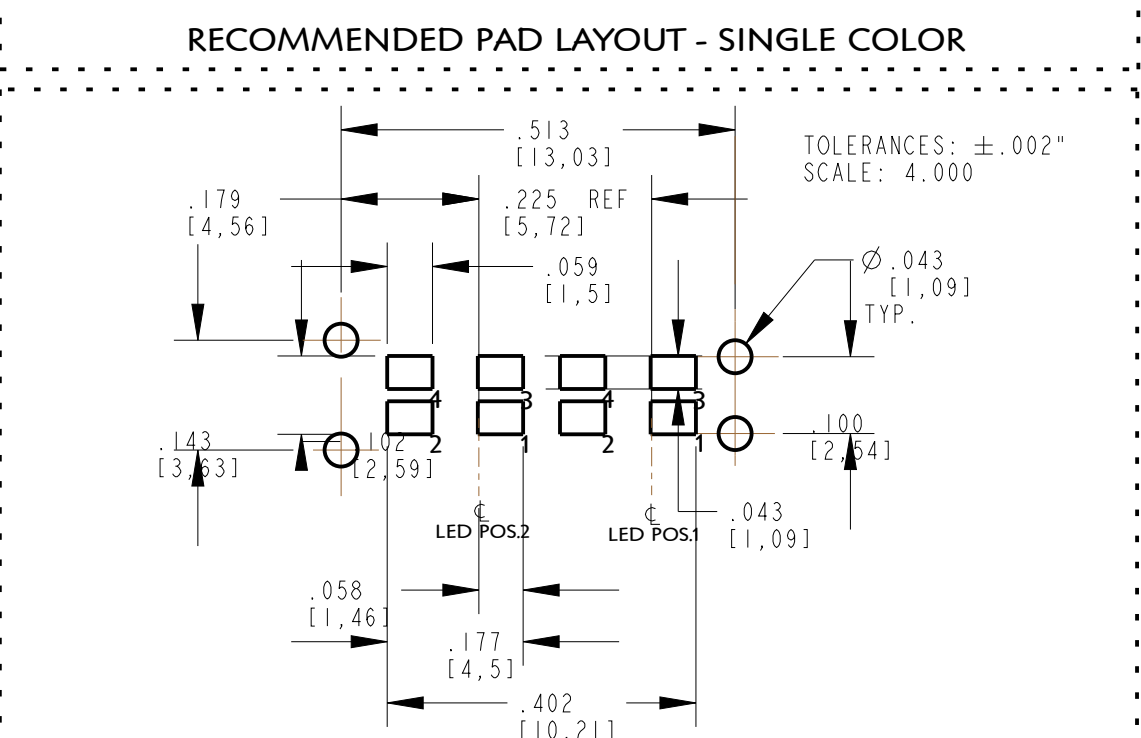 RECOMMENDED PAD LAYOUT - SINGLE COLOR
.513
[13,03]
TOLERANCES: ±.002"
SCALE: 4.000
.179
[4,56]
.225 REF
[5,72]
.059
[1,5]
Ø.043
[1,09]
TYP.
4 3 4 3
2 1 2 1
.143
[3,63]
.102
[2,59]
.100
[2,54]
℄ ℄
LED POS.2 LED POS.1
.043
[1,09]
.058
[1,46]
.177
[4,5]
.402
[10,21]